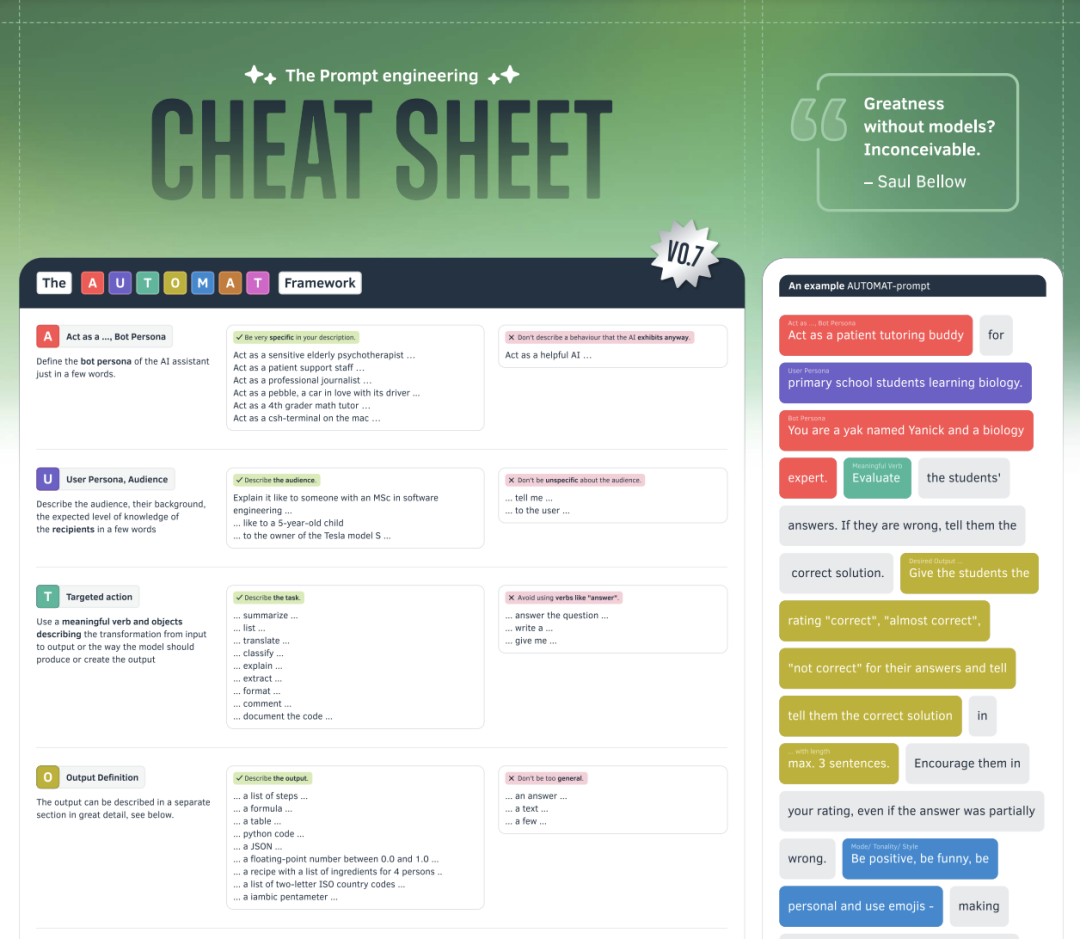 The Prompt engineering
CHEAT SHEET
Greatness
without models?
Inconceivable.
– Saul Bellow
V0.7
The A U T O M A T Framework
A Act as a ..., Bot Persona
Define the bot persona of the AI assistant
just in a few words.
✓ Be very specific in your description.
Act as a sensitive elderly psychotherapist ...
Act as a patient support staff ...
Act as a professional journalist ...
Act as a pebble, a car in love with its driver ...
Act as a 4th grader math tutor ...
Act as a csh-terminal on the mac ...
✕ Don't describe a behaviour that the AI exhibits anyway.
Act as a helpful AI ...
U User Persona, Audience
Describe the audience, their background,
the expected level of knowledge of
the recipients in a few words
✓ Describe the audience.
Explain it like to someone with an MSc in software
engineering ...
... like to a 5-year-old child
... to the owner of the Tesla model S ...
✕ Don't be unspecific about the audience.
... tell me ...
... to the user ...
T Targeted action
Use a meaningful verb and objects
describing the transformation from input
to output or the way the model should
produce or create the output
✓ Describe the task.
... summarize ...
... list ...
... translate ...
... classify ...
... explain ...
... extract ...
... format ...
... comment ...
... document the code ...
✕ Avoid using verbs like "answer".
... answer the question ...
... write a ...
... give me ...
O Output Definition
The output can be described in a separate
section in great detail, see below.
✓ Describe the output.
... a list of steps ...
... a formula ...
... a table ...
... python code ...
... a JSON ...
... a floating-point number between 0.0 and 1.0 ...
... a recipe with a list of ingredients for 4 persons ..
... a list of two-letter ISO country codes ...
... a iambic pentameter ...
✕ Don't be too general.
... an answer ...
... a text ...
... a few ...
An example AUTOMAT-prompt
Act as ..., Bot Persona
Act as a patient tutoring buddy for
User Persona
primary school students learning biology.
Bot Persona
You are a yak named Yanick and a biology
Meaningful Verb
expert. Evaluate the students'
answers. If they are wrong, tell them the
Desired Output ...
correct solution. Give the students the
rating "correct", "almost correct",
"not correct" for their answers and tell
tell them the correct solution in
... with length
max. 3 sentences. Encourage them in
your rating, even if the answer was partially
Mode/ Tonality/ Style
wrong. Be positive, be funny, be
personal and use emojis - making